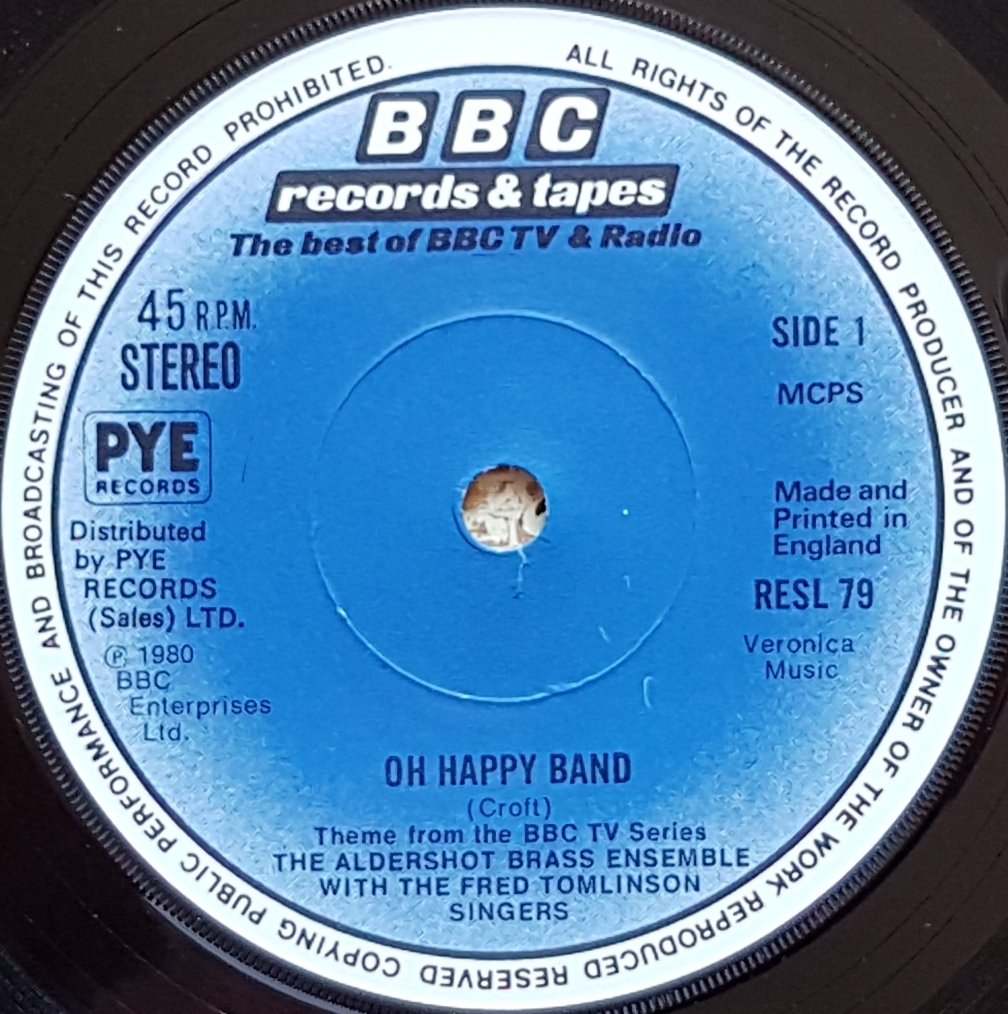 ALL RIGHTS OF THE RECORD PRODUCER AND OF THE OWNER OF THE WORK REPRODUCED RESERVED COPYING PUBLIC PERFORMANCE AND BROADCASTING OF THIS RECORD PROHIBITED.
BBC
records & tapes
The best of BBC TV & Radio
45 R.P.M.
STEREO
PYE
RECORDS
Distributed
by PYE
RECORDS
(Sales) LTD.
℗ 1980
BBC
Enterprises
Ltd.
SIDE 1
MCPS
Made and
Printed in
England
RESL 79
Veronica
Music
OH HAPPY BAND
(Croft)
Theme from the BBC TV Series
THE ALDERSHOT BRASS ENSEMBLE
WITH THE FRED TOMLINSON
SINGERS